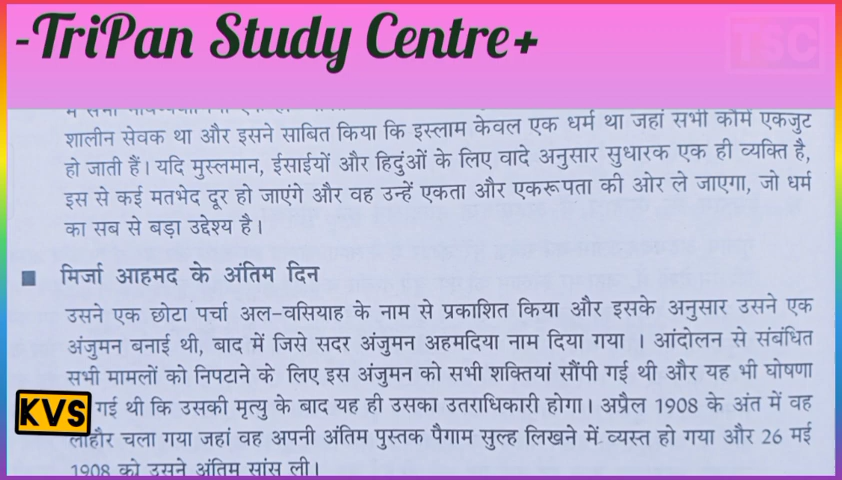 -TriPan Study Centre+
TSC
शालीन सेवक था और इसने साबित किया कि इस्लाम केवल एक धर्म था जहां सभी कौमें एकजुट
हो जाती हैं। यदि मुस्लमान, ईसाईयों और हिदुंओं के लिए वादे अनुसार सुधारक एक ही व्यक्ति है,
इस से कई मतभेद दूर हो जाएंगे और वह उन्हें एकता और एकरूपता की ओर ले जाएगा, जो धर्म
का सब से बड़ा उद्देश्य है।
■ मिर्जा आहमद के अंतिम दिन
उसने एक छोटा पर्चा अल-वसियाह के नाम से प्रकाशित किया और इसके अनुसार उसने एक
अंजुमन बनाई थी, बाद में जिसे सदर अंजुमन अहमदिया नाम दिया गया । आंदोलन से संबंधित
सभी मामलों को निपटाने के लिए इस अंजुमन को सभी शक्तियां सौंपी गई थी और यह भी घोषणा
गई थी कि उसकी मृत्यु के बाद यह ही उसका उतराधिकारी होगा। अप्रैल 1908 के अंत में वह
KVS
लाहौर चला गया जहां वह अपनी अंतिम पुस्तक पैगाम सुल्ह लिखने में व्यस्त हो गया और 26 मई
1908 को उसने अंतिम सांस ली।